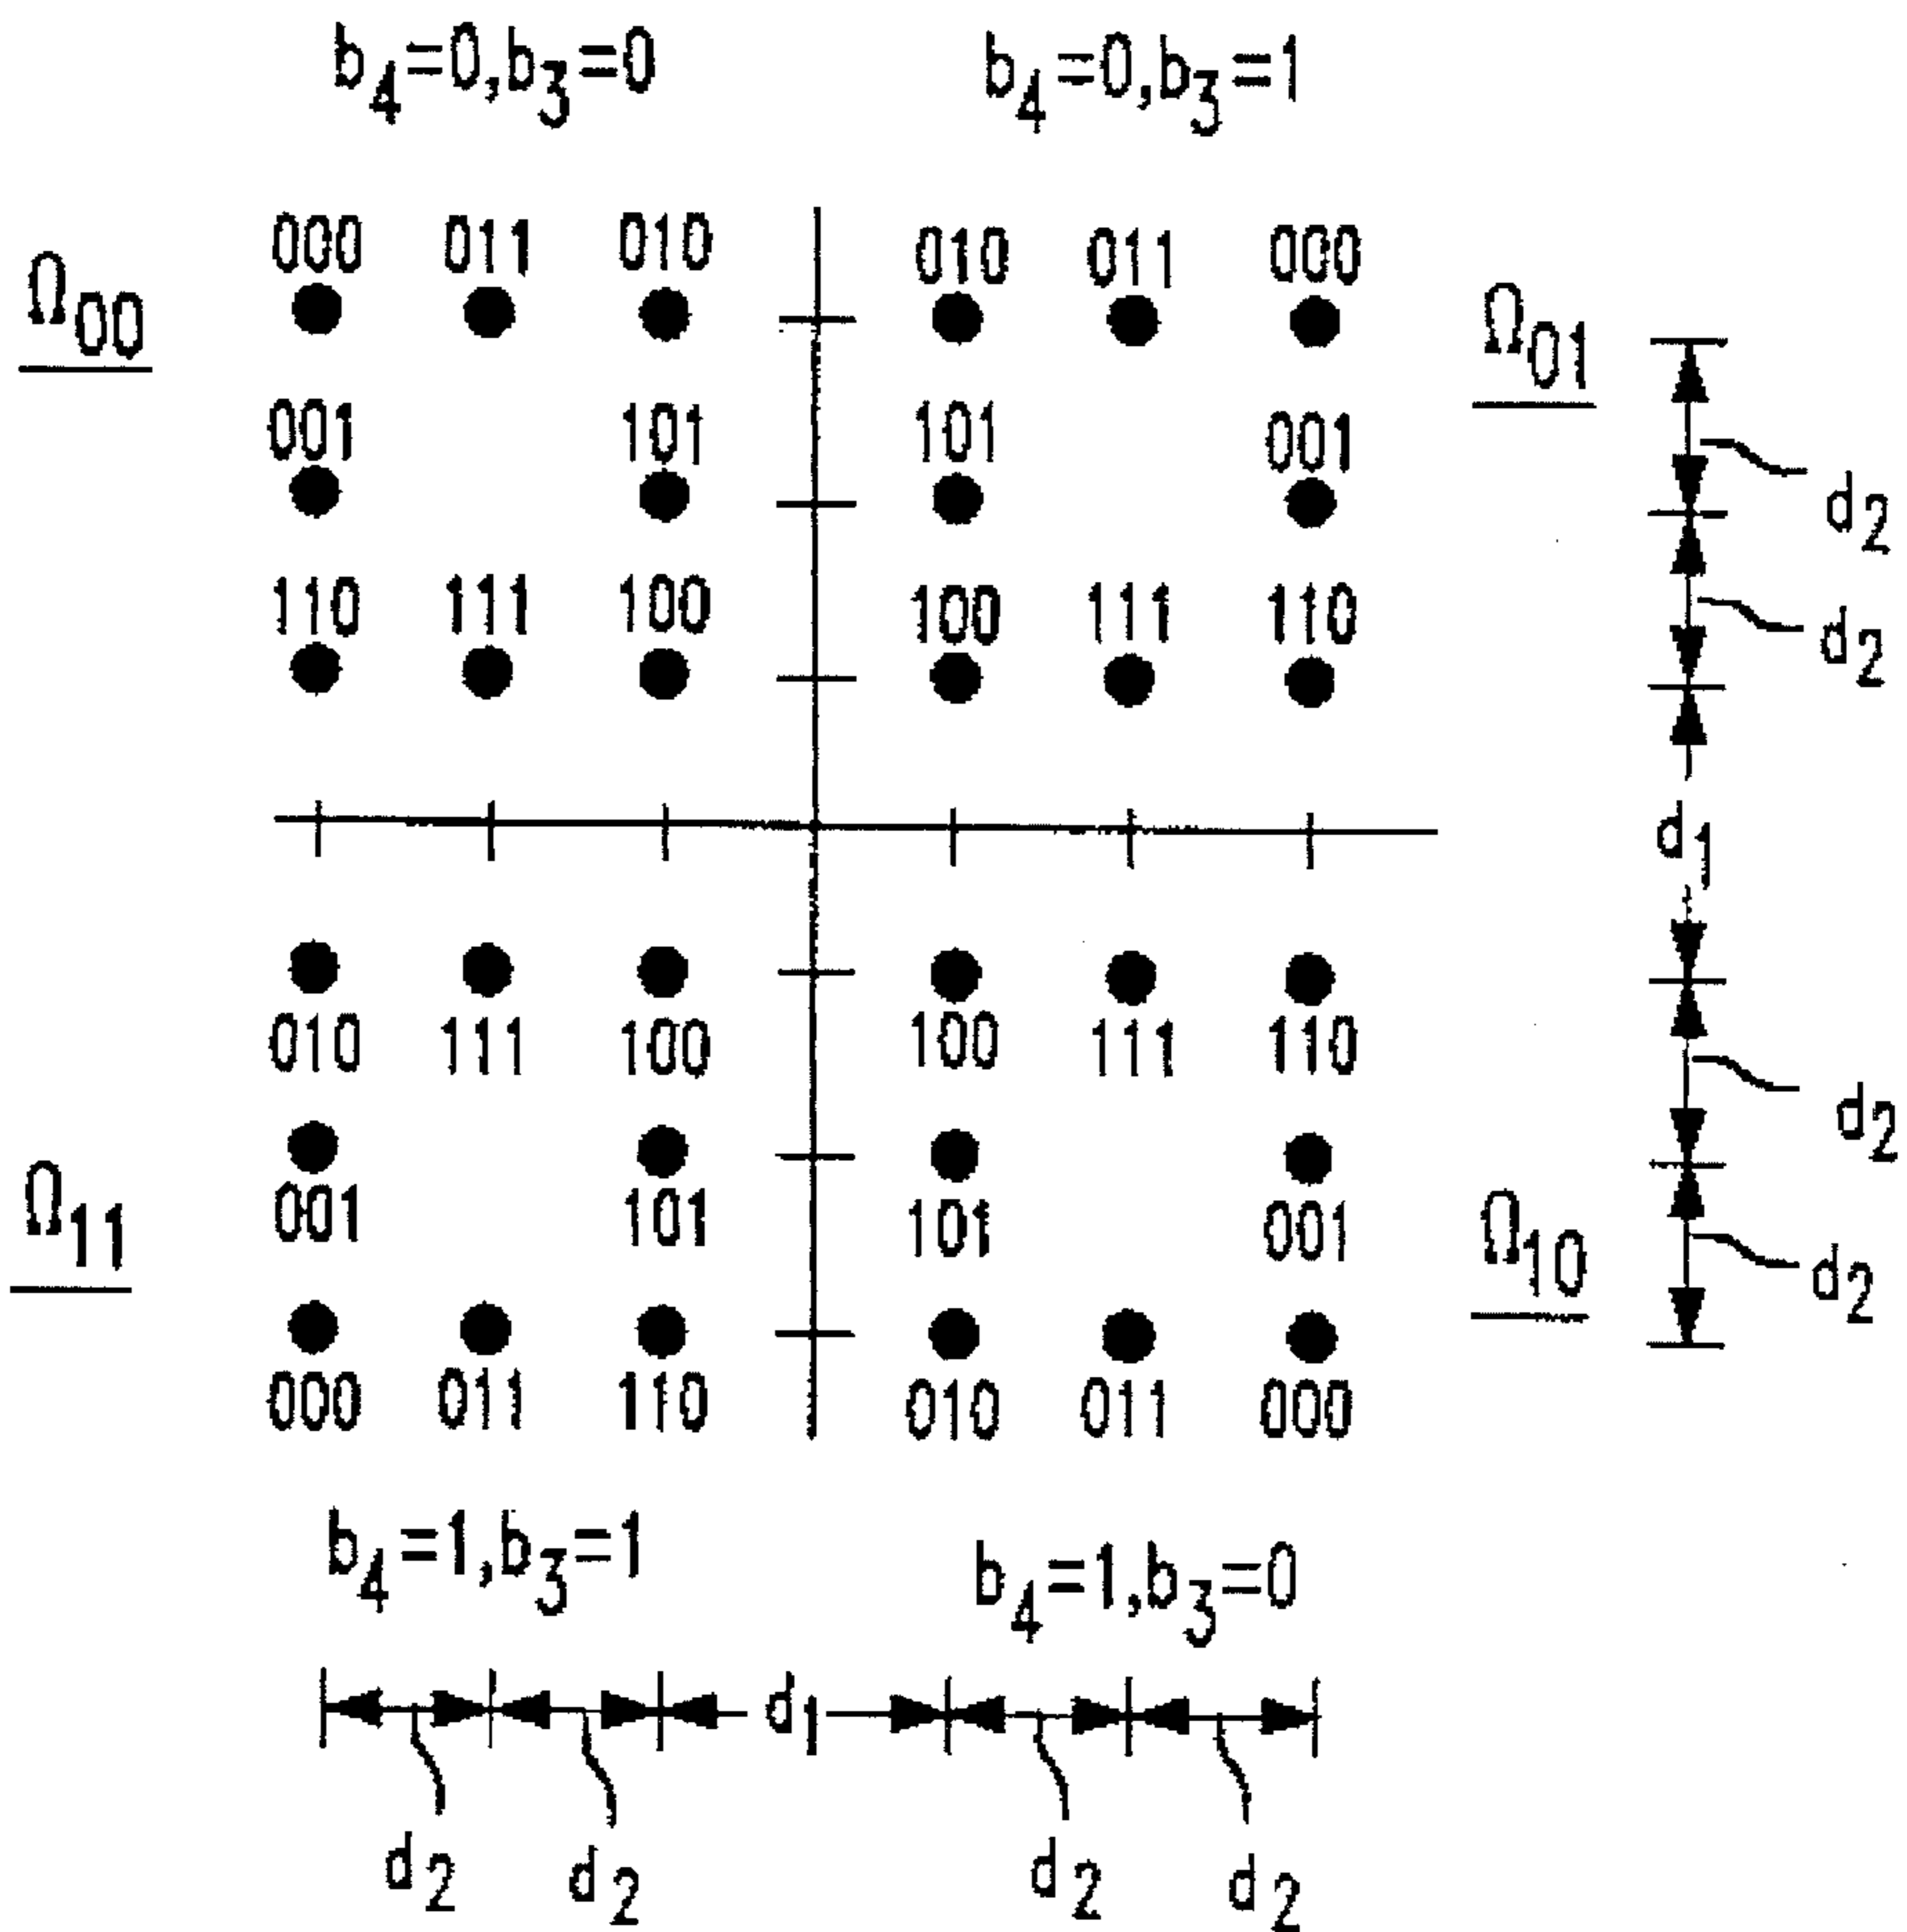 b4=0,b3=0 b4=0,b3=1
000 011 010 010 011 000
Ω00 Ω01
001 101 101 001
d2
110 111 100 100 111 110
d2
d1
010 111 100 100 111 110
d2
001 101 101 001
Ω11 Ω10
d2
000 011 110 010 011 000
b4=1,b3=1 b4=1,b3=0
d1
d2 d2 d2 d2